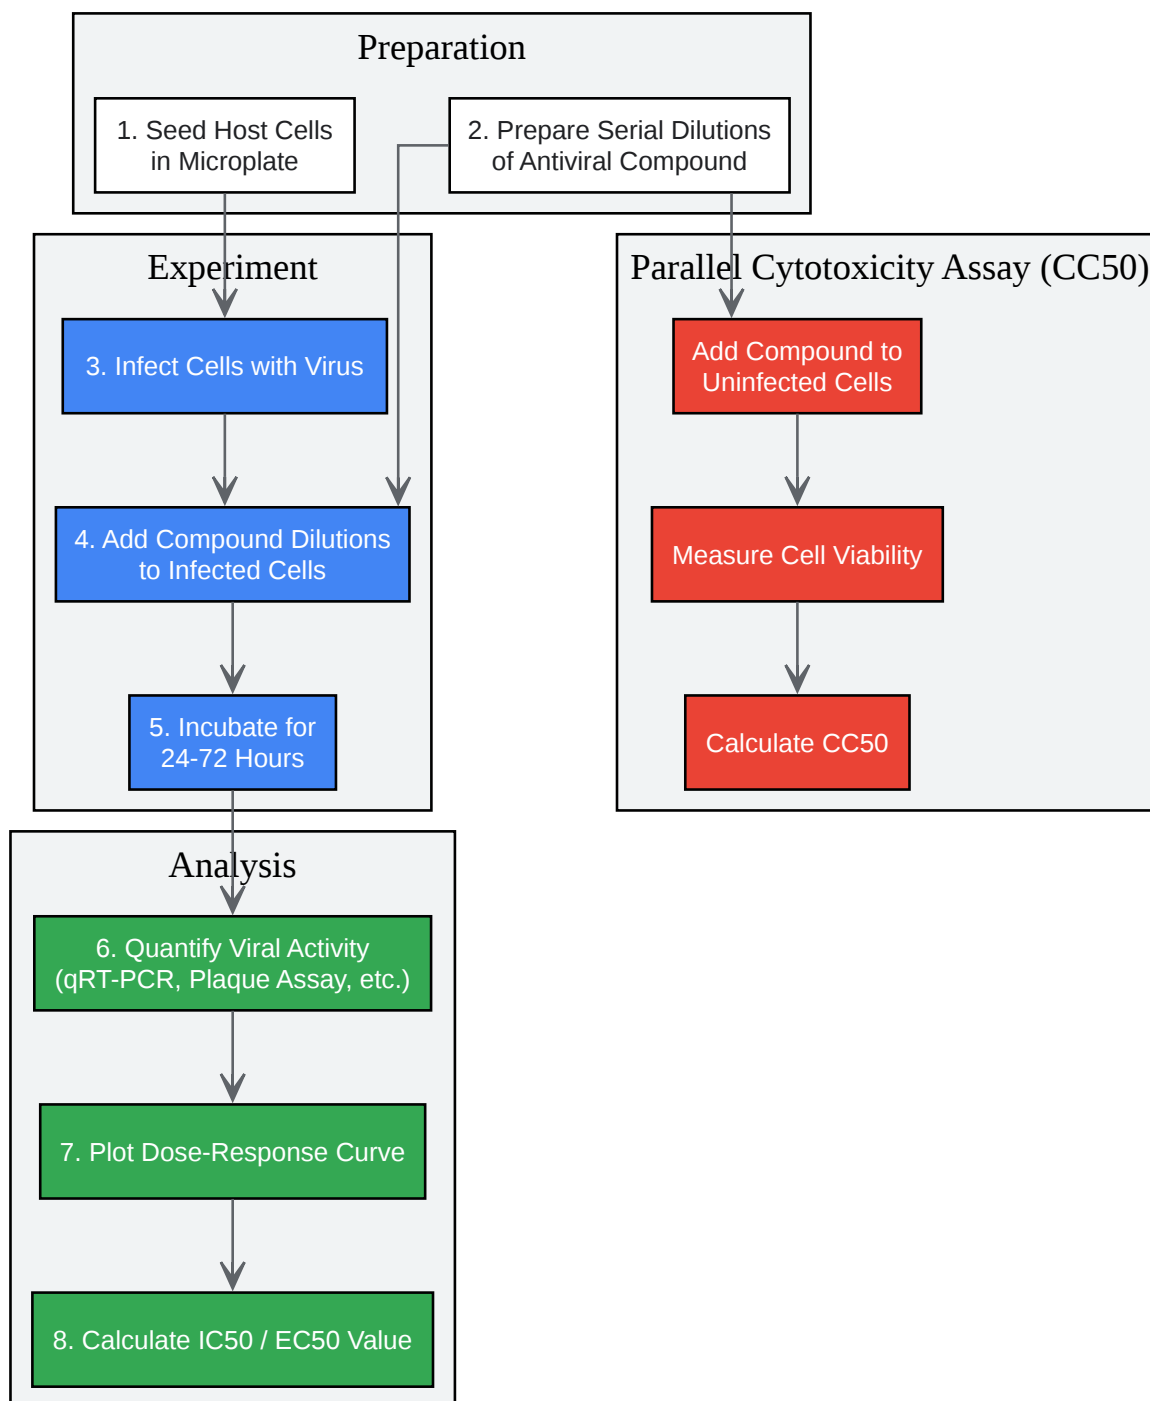 Preparation
1. Seed Host Cells
in Microplate
2. Prepare Serial Dilutions
of Antiviral Compound
Experiment
3. Infect Cells with Virus
4. Add Compound Dilutions
to Infected Cells
5. Incubate for
24-72 Hours
Parallel Cytotoxicity Assay (CC50)
Add Compound to
Uninfected Cells
Measure Cell Viability
Calculate CC50
Analysis
6. Quantify Viral Activity
(qRT-PCR, Plaque Assay, etc.)
7. Plot Dose-Response Curve
8. Calculate IC50 / EC50 Value